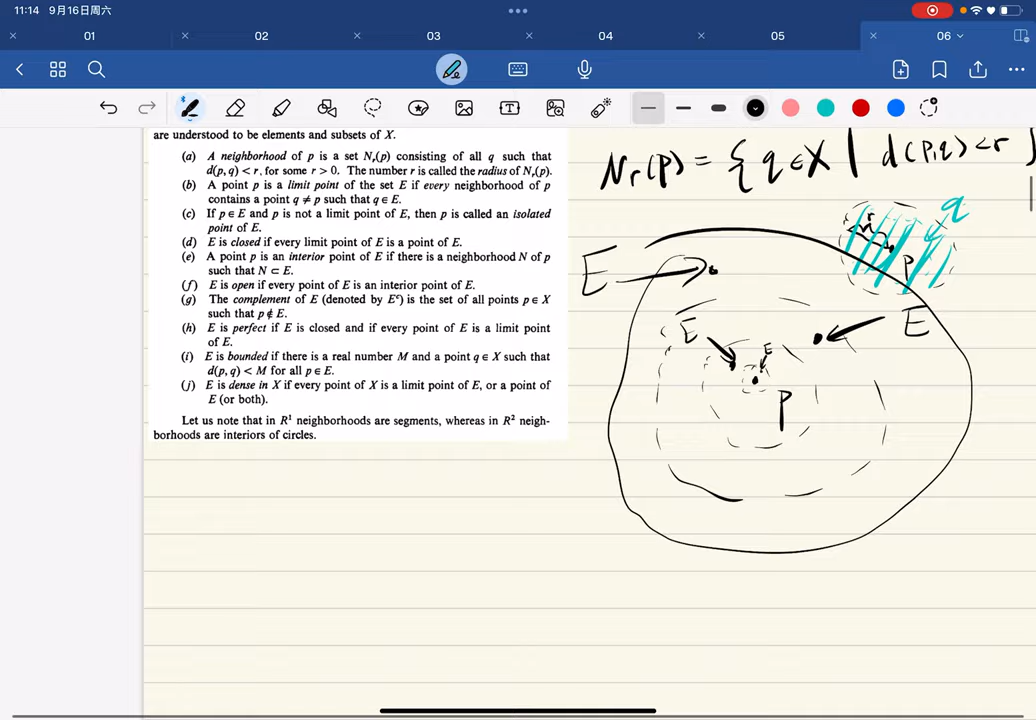 11:14 9月16日周六
01 02 03 04 05 06
are understood to be elements and subsets of X.
(a) A neighborhood of p is a set Nr(p) consisting of all q such that
d(p, q) < r, for some r > 0. The number r is called the radius of Nr(p).
(b) A point p is a limit point of the set E if every neighborhood of p
contains a point q ≠ p such that q ∈ E.
(c) If p ∈ E and p is not a limit point of E, then p is called an isolated
point of E.
(d) E is closed if every limit point of E is a point of E.
(e) A point p is an interior point of E if there is a neighborhood N of p
such that N ⊂ E.
(f) E is open if every point of E is an interior point of E.
(g) The complement of E (denoted by Eᶜ) is the set of all points p ∈ X
such that p ∉ E.
(h) E is perfect if E is closed and if every point of E is a limit point
of E.
(i) E is bounded if there is a real number M and a point q ∈ X such that
d(p, q) < M for all p ∈ E.
(j) E is dense in X if every point of X is a limit point of E, or a point of
E (or both).
Let us note that in R¹ neighborhoods are segments, whereas in R² neigh-
borhoods are interiors of circles.
Nr(p) = { q ∈ X | d(p,q) < r }
q
r
p
E
E
E
E
p